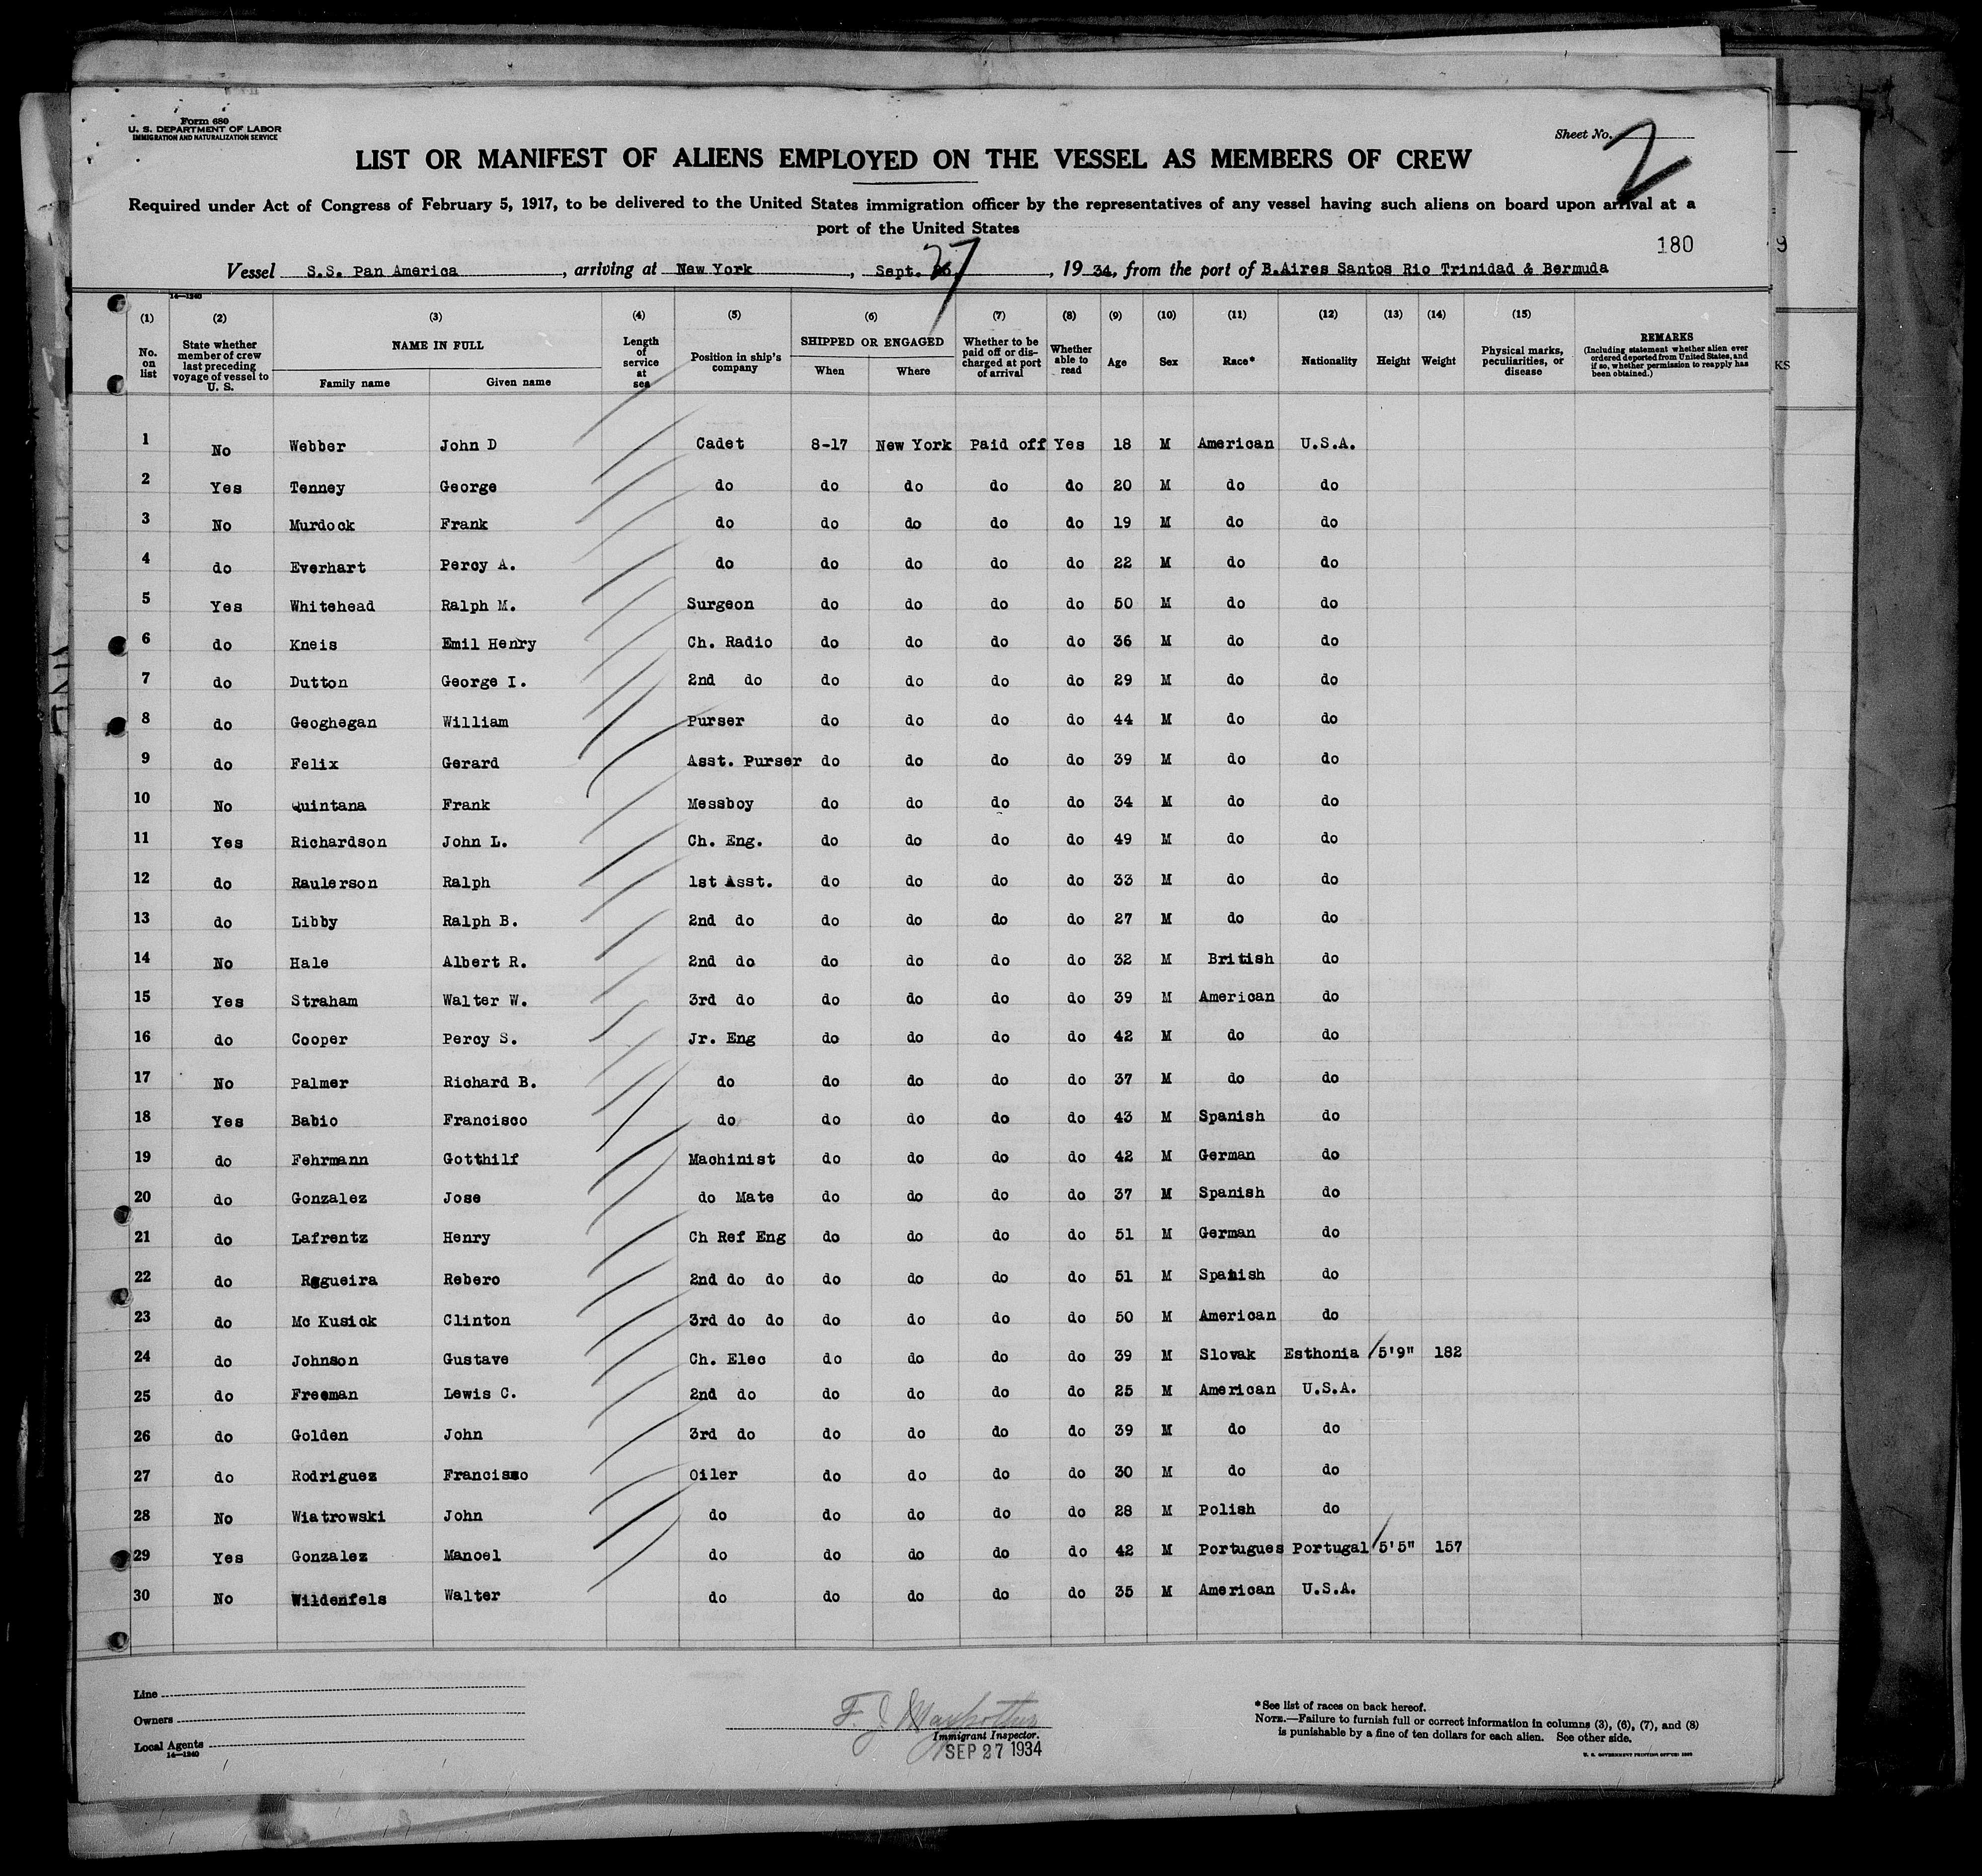 Form 680
U. S. DEPARTMENT OF LABOR
IMMIGRATION AND NATURALIZATION SERVICE
Sheet No. 2
LIST OR MANIFEST OF ALIENS EMPLOYED ON THE VESSEL AS MEMBERS OF CREW
Required under Act of Congress of February 5, 1917, to be delivered to the United States immigration officer by the representatives of any vessel having such aliens on board upon arrival at a
port of the United States
180
Vessel S.S. Pan America, arriving at New York, Sept. 27, 1934, from the port of B.Aires Santos Rio Trinidad & Bermuda
14—1240
(1) No. on list (2) State whether member of crew last preceding voyage of vessel to U. S. (3) NAME IN FULL Family name Given name (4) Length of service at sea (5) Position in ship's company (6) SHIPPED OR ENGAGED When Where (7) Whether to be paid off or discharged at port of arrival (8) Whether able to read (9) Age (10) Sex (11) Race* (12) Nationality (13) Height (14) Weight (15) Physical marks, peculiarities, or disease REMARKS (Including statement whether alien ever ordered deported from United States, and if so, whether permission to reapply has been obtained.)
1 No Webber John D Cadet 8-17 New York Paid off Yes 18 M American U.S.A.
2 Yes Tenney George do do do do do 20 M do do
3 No Murdock Frank do do do do do 19 M do do
4 do Everhart Percy A. do do do do do 22 M do do
5 Yes Whitehead Ralph M. Surgeon do do do do 50 M do do
6 do Kneis Emil Henry Ch. Radio do do do do 36 M do do
7 do Dutton George I. 2nd do do do do do 29 M do do
8 do Geoghegan William Purser do do do do 44 M do do
9 do Felix Gerard Asst. Purser do do do do 39 M do do
10 No Quintana Frank Messboy do do do do 34 M do do
11 Yes Richardson John L. Ch. Eng. do do do do 49 M do do
12 do Raulerson Ralph 1st Asst. do do do do 33 M do do
13 do Libby Ralph B. 2nd do do do do do 27 M do do
14 No Hale Albert R. 2nd do do do do do 32 M British do
15 Yes Straham Walter W. 3rd do do do do do 39 M American do
16 do Cooper Percy S. Jr. Eng do do do do 42 M do do
17 No Palmer Richard B. do do do do do 37 M do do
18 Yes Babio Francisco do do do do do 43 M Spanish do
19 do Fehrmann Gotthilf Machinist do do do do 42 M German do
20 do Gonzalez Jose do Mate do do do do 37 M Spanish do
21 do Lafrentz Henry Ch Ref Eng do do do do 51 M German do
22 do Regueira Rebero 2nd do do do do do do 51 M Spanish do
23 do Mc Kusick Clinton 3rd do do do do do do 50 M American do
24 do Johnson Gustave Ch. Elec do do do do 39 M Slovak Esthonia 5'9" 182
25 do Freeman Lewis C. 2nd do do do do do 25 M American U.S.A.
26 do Golden John 3rd do do do do do 39 M do do
27 do Rodriguez Francisco Oiler do do do do 30 M do do
28 No Wiatrowski John do do do do do 28 M Polish do
29 Yes Gonzalez Manoel do do do do do 42 M Portugues Portugal 5'5" 157
30 No Wildenfels Walter do do do do do 35 M American U.S.A.
Line
Owners
Local Agents
14—1240
F. J.
Immigrant Inspector.
SEP 27 1934
*See list of races on back hereof.
NOTE.—Failure to furnish full or correct information in columns (3), (6), (7), and (8)
is punishable by a fine of ten dollars for each alien. See other side.
9
KS